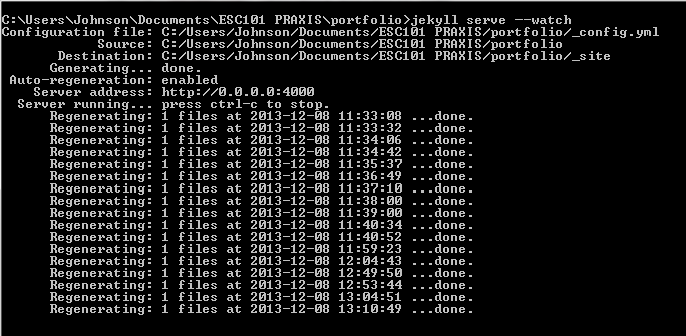 C:\Users\Johnson\Documents\ESC101 PRAXIS\portfolio>jekyll serve --watch
Configuration file: C:/Users/Johnson/Documents/ESC101 PRAXIS/portfolio/_config.yml
Source: C:/Users/Johnson/Documents/ESC101 PRAXIS/portfolio
Destination: C:/Users/Johnson/Documents/ESC101 PRAXIS/portfolio/_site
Generating... done.
Auto-regeneration: enabled
Server address: http://0.0.0.0:4000
Server running... press ctrl-c to stop.
Regenerating: 1 files at 2013-12-08 11:33:08 ...done.
Regenerating: 1 files at 2013-12-08 11:33:32 ...done.
Regenerating: 1 files at 2013-12-08 11:34:06 ...done.
Regenerating: 1 files at 2013-12-08 11:34:42 ...done.
Regenerating: 1 files at 2013-12-08 11:35:37 ...done.
Regenerating: 1 files at 2013-12-08 11:36:49 ...done.
Regenerating: 1 files at 2013-12-08 11:37:10 ...done.
Regenerating: 1 files at 2013-12-08 11:38:00 ...done.
Regenerating: 1 files at 2013-12-08 11:39:00 ...done.
Regenerating: 1 files at 2013-12-08 11:40:34 ...done.
Regenerating: 1 files at 2013-12-08 11:40:52 ...done.
Regenerating: 1 files at 2013-12-08 11:59:23 ...done.
Regenerating: 1 files at 2013-12-08 12:04:43 ...done.
Regenerating: 1 files at 2013-12-08 12:49:50 ...done.
Regenerating: 1 files at 2013-12-08 12:53:44 ...done.
Regenerating: 1 files at 2013-12-08 13:04:51 ...done.
Regenerating: 1 files at 2013-12-08 13:10:49 ...done.